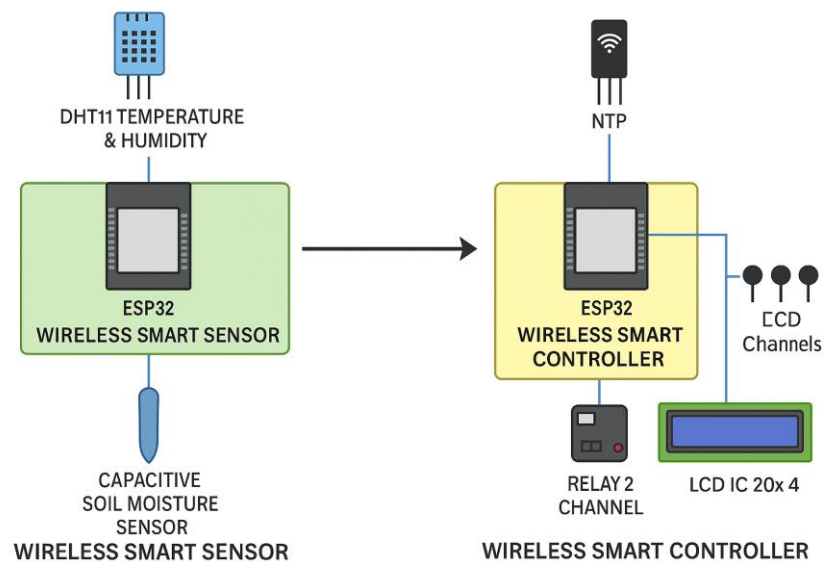 DHT11 TEMPERATURE
& HUMIDITY
ESP32
WIRELESS SMART SENSOR
CAPACITIVE
SOIL MOISTURE
SENSOR
WIRELESS SMART SENSOR
NTP
ESP32
WIRELESS SMART
CONTROLLER
Channels
RELAY 2
CHANNEL
LCD IC 20x 4
WIRELESS SMART CONTROLLER